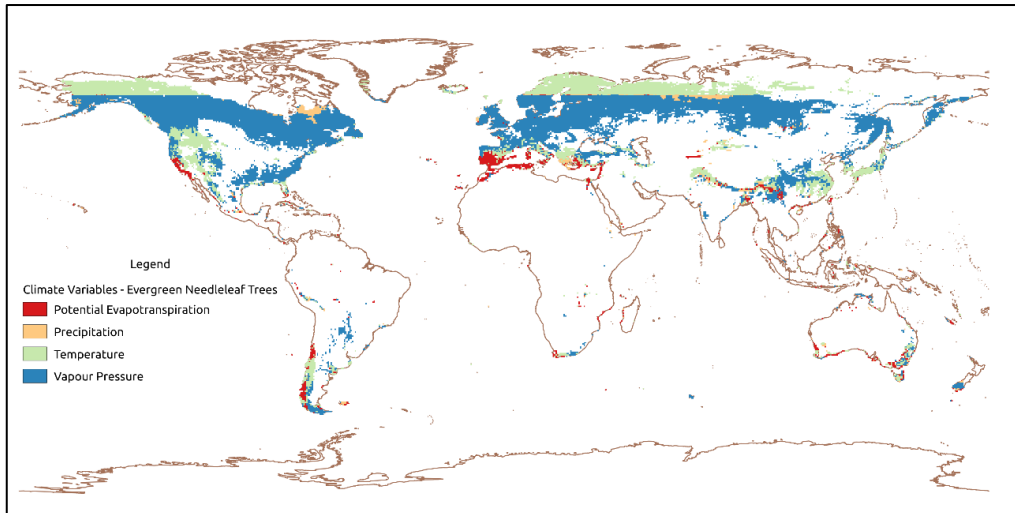 Legend
Climate Variables - Evergreen Needleleaf Trees
Potential Evapotranspiration
Precipitation
Temperature
Vapour Pressure